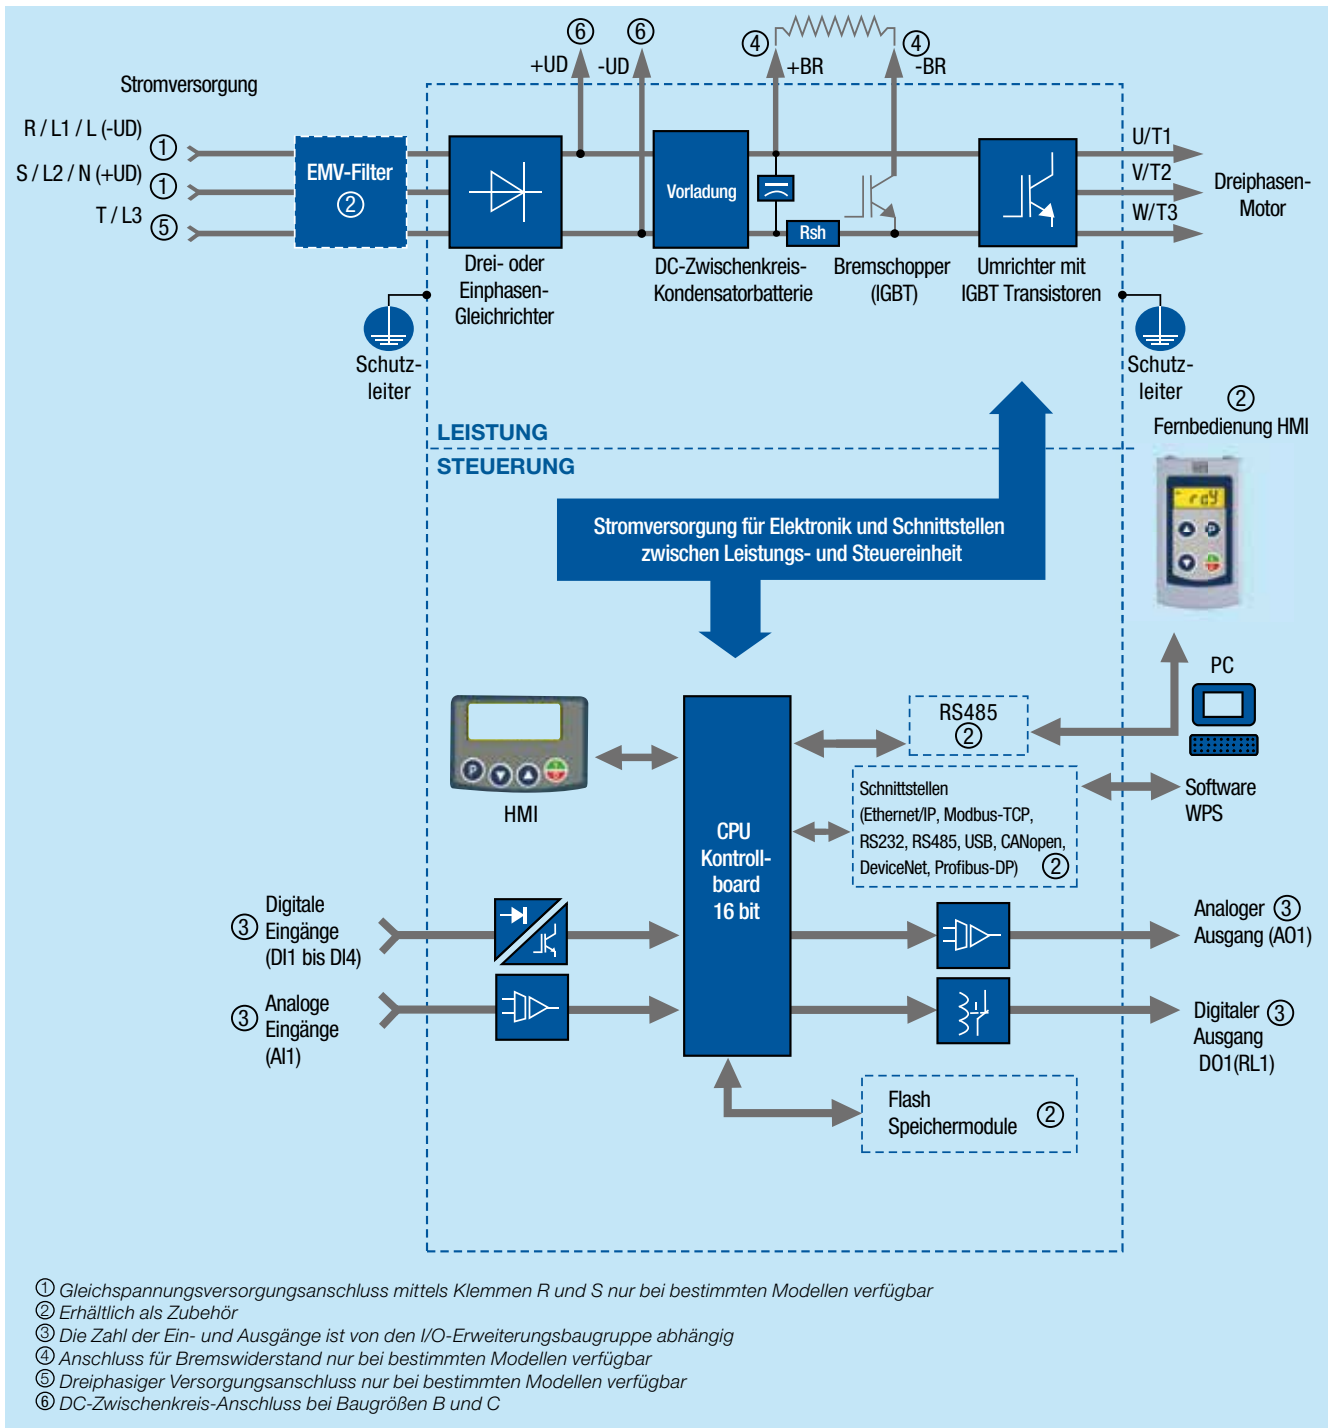 ⑥ ⑥
④ ④
+UD -UD +BR -BR
Stromversorgung
R / L1 / L (-UD) ①
S / L2 / N (+UD) ①
T / L3 ⑤
EMV-Filter
②
Vorladung
Rsh
U/T1
V/T2
W/T3
Dreiphasen-
Motor
Drei- oder
Einphasen-
Gleichrichter
DC-Zwischenkreis-
Kondensatorbatterie
Bremschopper
(IGBT)
Umrichter mit
IGBT Transistoren
Schutz-
leiter
Schutz-
leiter
②
Fernbedienung HMI
LEISTUNG
STEUERUNG
rdy
P
Stromversorgung für Elektronik und Schnittstellen
zwischen Leistungs- und Steuereinheit
PC
RS485
②
P
HMI
CPU
Kontroll-
board
16 bit
Schnittstellen
(Ethernet/IP, Modbus-TCP,
RS232, RS485, USB, CANopen,
DeviceNet, Profibus-DP) ②
Software
WPS
③ Digitale
Eingänge
(DI1 bis DI4)
Analoger ③
Ausgang (AO1)
③ Analoge
Eingänge
(AI1)
Digitaler ③
Ausgang
DO1(RL1)
Flash
Speichermodule ②
① Gleichspannungsversorgungsanschluss mittels Klemmen R und S nur bei bestimmten Modellen verfügbar
② Erhältlich als Zubehör
③ Die Zahl der Ein- und Ausgänge ist von den I/O-Erweiterungsbaugruppe abhängig
④ Anschluss für Bremswiderstand nur bei bestimmten Modellen verfügbar
⑤ Dreiphasiger Versorgungsanschluss nur bei bestimmten Modellen verfügbar
⑥ DC-Zwischenkreis-Anschluss bei Baugrößen B und C